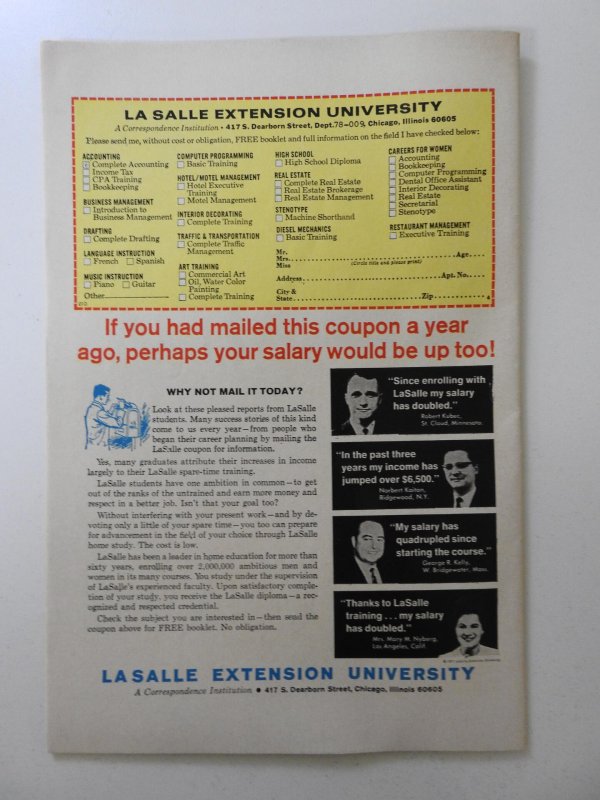 LA SALLE EXTENSION UNIVERSITY
A Correspondence Institution • 417 S. Dearborn Street, Dept. 78-009, Chicago, Illinois 60605
Please send me, without cost or obligation, FREE booklet and full information on the field I have checked below:
ACCOUNTING
Complete Accounting
Income Tax
CPA Training
Bookkeeping
BUSINESS MANAGEMENT
Introduction to
Business Management
DRAFTING
Complete Drafting
LANGUAGE INSTRUCTION
French Spanish
MUSIC INSTRUCTION
Piano Guitar
Other
COMPUTER PROGRAMMING
Basic Training
HOTEL/MOTEL MANAGEMENT
Hotel Executive
Training
Motel Management
INTERIOR DECORATING
Complete Training
TRAFFIC & TRANSPORTATION
Complete Traffic
Management
ART TRAINING
Commercial Art
Oil, Water Color
Painting
Complete Training
HIGH SCHOOL
High School Diploma
REAL ESTATE
Complete Real Estate
Real Estate Brokerage
Real Estate Management
STENOTYPE
Machine Shorthand
DIESEL MECHANICS
Basic Training
CAREERS FOR WOMEN
Accounting
Bookkeeping
Computer Programming
Dental Office Assistant
Interior Decorating
Real Estate
Secretarial
Stenotype
RESTAURANT MANAGEMENT
Executive Training
Mr.
Mrs. Age
Miss (Circle title and please print)
Address Apt. No.
City &
State Zip
If you had mailed this coupon a year
ago, perhaps your salary would be up too!
WHY NOT MAIL IT TODAY?
Look at these pleased reports from LaSalle
students. Many success stories of this kind
come to us every year—from people who
began their career planning by mailing the
LaSalle coupon for information.
Yes, many graduates attribute their increases in income
largely to their LaSalle spare-time training.
LaSalle students have one ambition in common—to get
out of the ranks of the untrained and earn more money and
respect in a better job. Isn't that your goal too?
Without interfering with your present work—and by de-
voting only a little of your spare time—you too can prepare
for advancement in the field of your choice through LaSalle
home study. The cost is low.
LaSalle has been a leader in home education for more than
sixty years, enrolling over 2,000,000 ambitious men and
women in its many courses. You study under the supervision
of LaSalle's experienced faculty. Upon satisfactory comple-
tion of your study, you receive the LaSalle diploma—a rec-
ognized and respected credential.
Check the subject you are interested in—then send the
coupon above for FREE booklet. No obligation.
"Since enrolling with
LaSalle my salary
has doubled."
Robert Kuber,
St. Cloud, Minnesota.
"In the past three
years my income has
jumped over $6,500."
Norbert Kaiton,
Ridgewood, N.Y.
"My salary has
quadrupled since
starting the course."
George R. Kelly,
W. Bridgewater, Mass.
"Thanks to LaSalle
training . . . my salary
has doubled."
Mrs. Mary M. Nyberg,
Los Angeles, Calif.
LA SALLE EXTENSION UNIVERSITY
A Correspondence Institution • 417 S. Dearborn Street, Chicago, Illinois 60605